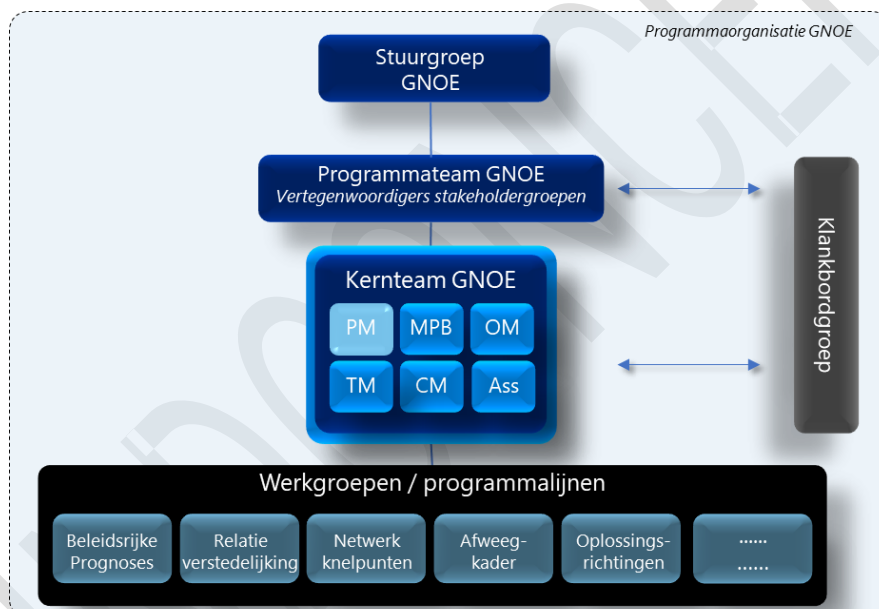 Programmaorganisatie GNOE
Stuurgroep
GNOE
Programmateam GNOE
Vertegenwoordigers stakeholdergroepen
Klankbordgroep
Kernteam GNOE
PM
MPB
OM
TM
CM
Ass
Werkgroepen / programmalijnen
Beleidsrijke
Prognoses
Relatie
verstedelijking
Netwerk
knelpunten
Afweeg-
kader
Oplossings-
richtingen
......
......